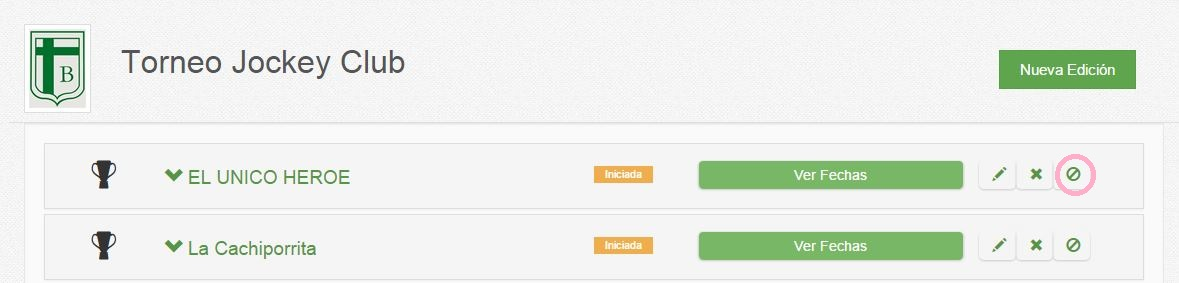 B
Torneo Jockey Club
Nueva Edición
EL UNICO HEROE Iniciada Ver Fechas
La Cachiporrita Iniciada Ver Fechas